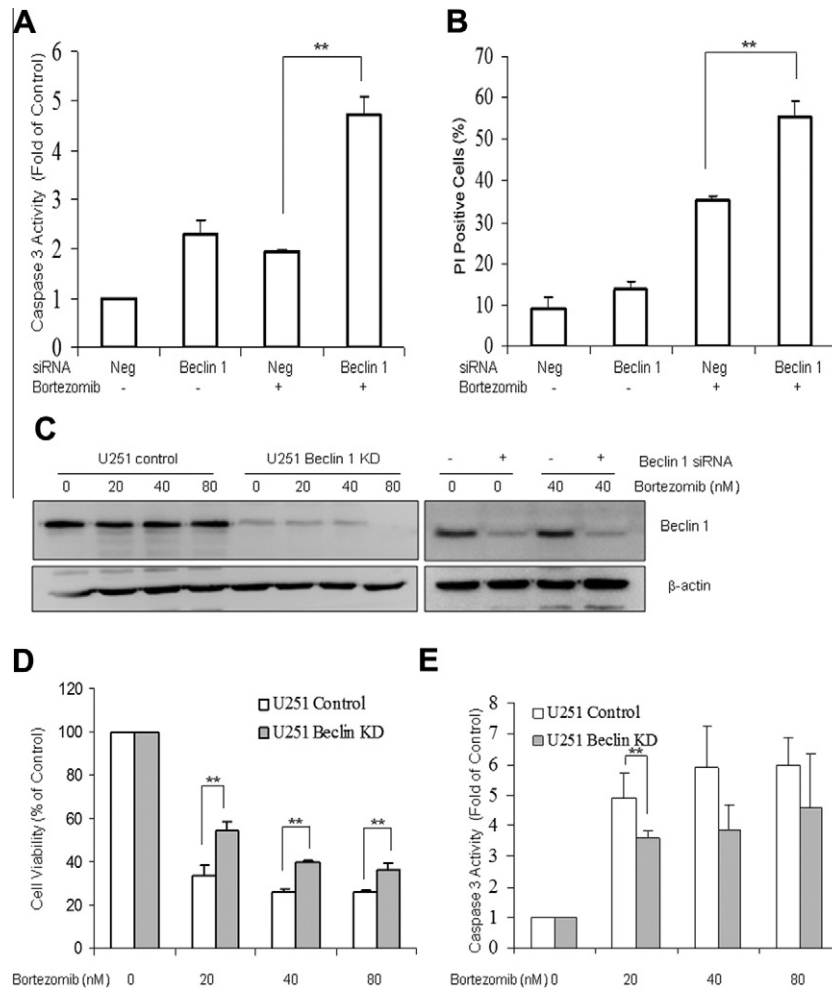 A
Caspase 3 Activity (Fold of Control)
6
5
4
3
2
1
0
**
siRNA Neg Beclin 1 Neg Beclin 1
Bortezomib - - + +
B
PI Positive Cells (%)
70
60
50
40
30
20
10
0
**
siRNA Neg Beclin 1 Neg Beclin 1
Bortezomib - - + +
C
U251 control U251 Beclin 1 KD - + - + Beclin 1 siRNA
0 20 40 80 0 20 40 80 0 0 40 40 Bortezomib (nM)
Beclin 1
β-actin
D
Cell Viability (% of Control)
120
100
80
60
40
20
0
U251 Control
U251 Beclin KD
** ** **
Bortezomib (nM) 0 20 40 80
E
Caspase 3 Activity (Fold of Control)
8
7
6
5
4
3
2
1
0
U251 Control
U251 Beclin KD
**
Bortezomib (nM) 0 20 40 80